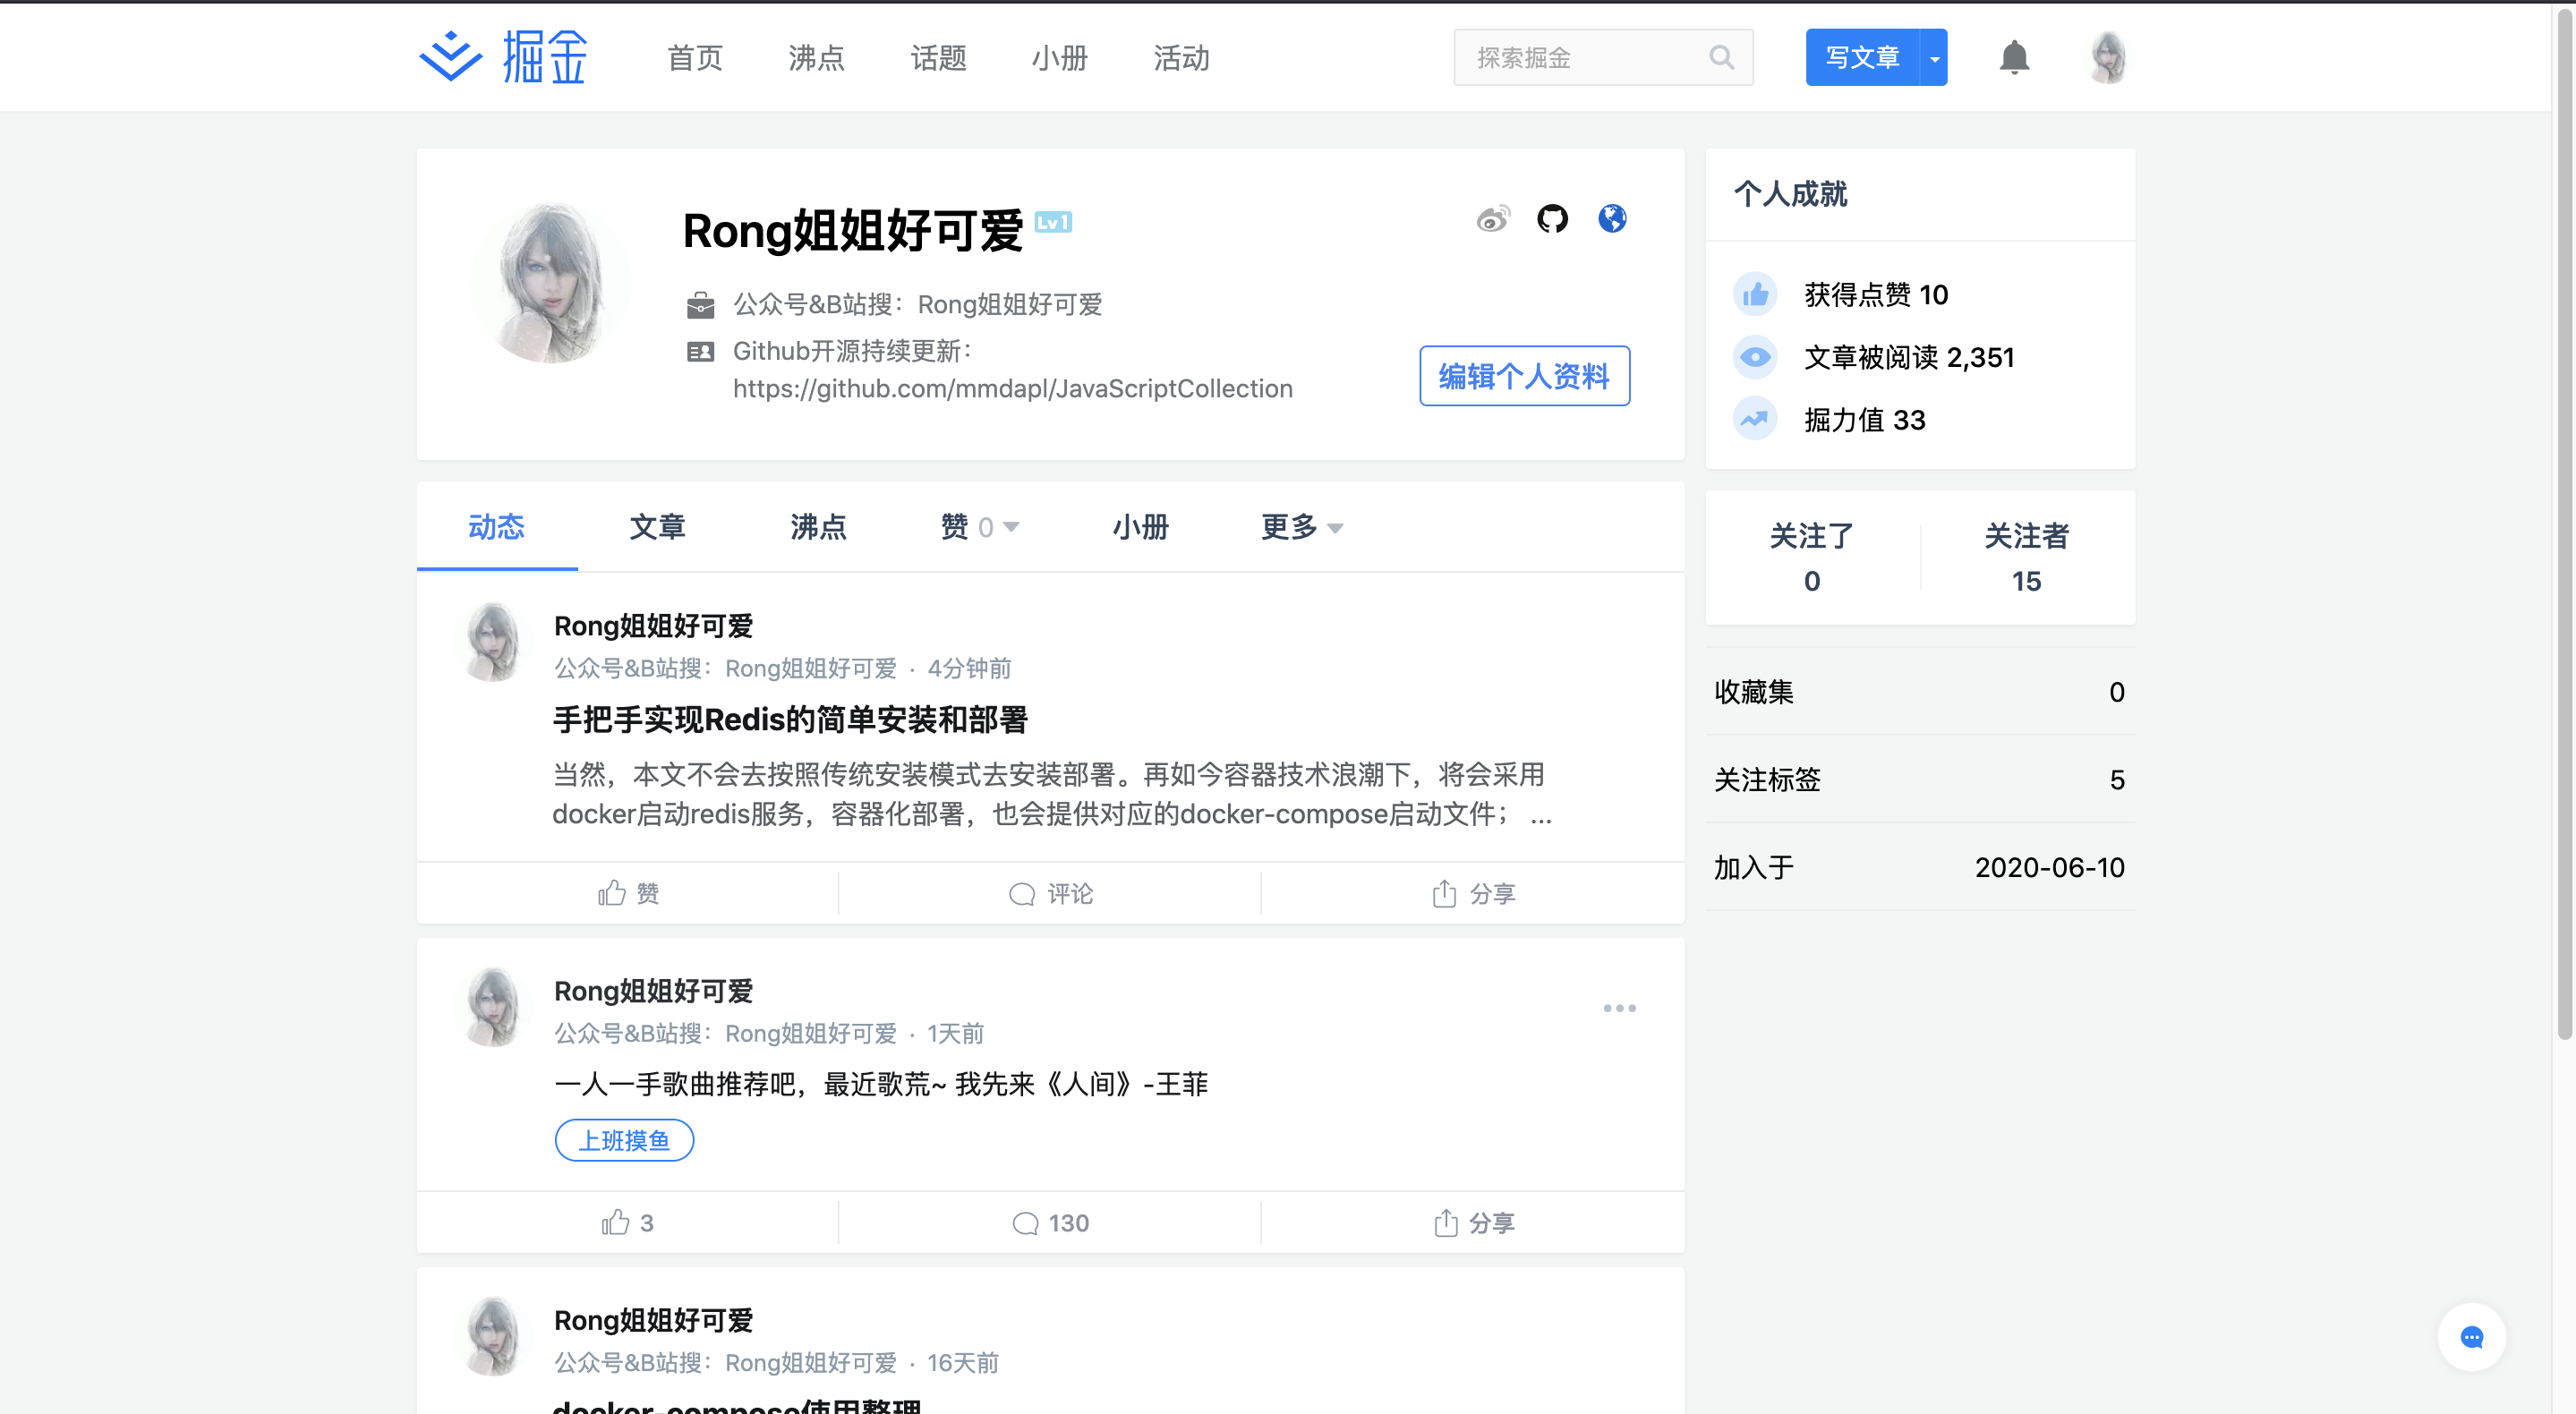 掘金 首页 沸点 话题 小册 活动 探索掘金 写文章
Rong姐姐好可爱 Lv1
公众号&B站搜：Rong姐姐好可爱
Github开源持续更新：
https://github.com/mmdapl/JavaScriptCollection
编辑个人资料
动态 文章 沸点 赞 0 小册 更多
Rong姐姐好可爱
公众号&B站搜：Rong姐姐好可爱 · 4分钟前
手把手实现Redis的简单安装和部署
当然，本文不会去按照传统安装模式去安装部署。再如今容器技术浪潮下，将会采用
docker启动redis服务，容器化部署，也会提供对应的docker-compose启动文件； ...
赞 评论 分享
Rong姐姐好可爱
公众号&B站搜：Rong姐姐好可爱 · 1天前
一人一手歌曲推荐吧，最近歌荒~ 我先来《人间》-王菲
上班摸鱼
3 130 分享
Rong姐姐好可爱
公众号&B站搜：Rong姐姐好可爱 · 16天前
docker-compose使用整理
个人成就
获得点赞 10
文章被阅读 2,351
掘力值 33
关注了 关注者
0 15
收藏集 0
关注标签 5
加入于 2020-06-10